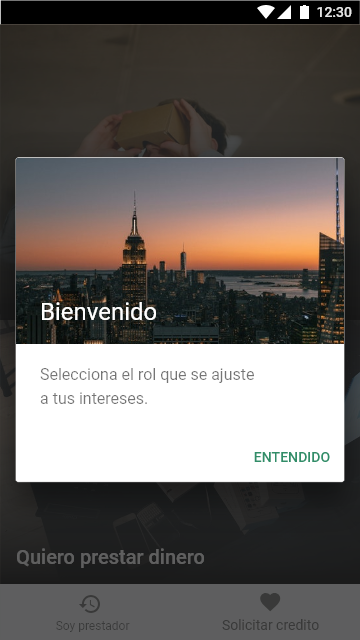 12:30
Bienvenido
Selecciona el rol que se ajuste
a tus intereses.
ENTENDIDO
Quiero prestar dinero
Soy prestador
Solicitar credito